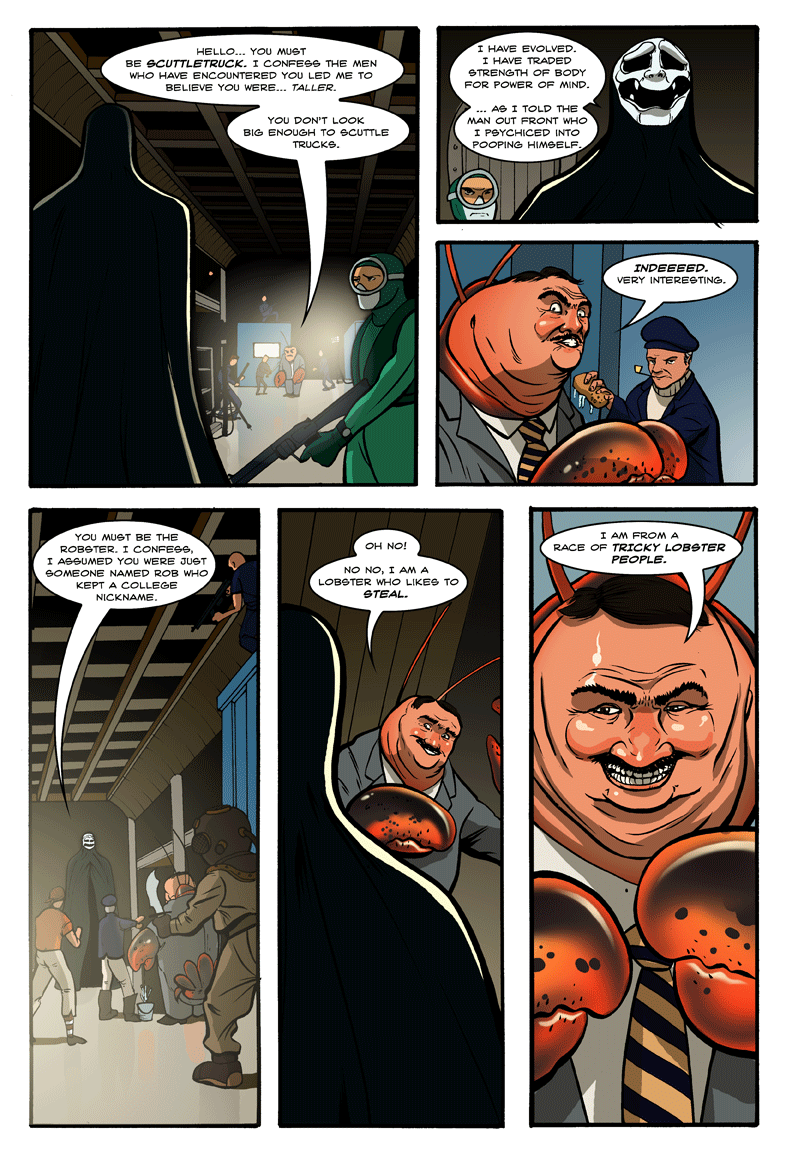 HELLO... YOU MUST
BE SCUTTLETRUCK. I CONFESS THE MEN
WHO HAVE ENCOUNTERED YOU LED ME TO
BELIEVE YOU WERE... TALLER.
YOU DON'T LOOK
BIG ENOUGH TO SCUTTLE
TRUCKS.
I HAVE EVOLVED.
I HAVE TRADED
STRENGTH OF BODY
FOR POWER OF MIND.
... AS I TOLD THE
MAN OUT FRONT WHO
I PSYCHICED INTO
POOPING HIMSELF.
INDEEEED.
VERY INTERESTING.
YOU MUST BE THE
ROBSTER. I CONFESS,
I ASSUMED YOU WERE JUST
SOMEONE NAMED ROB WHO
KEPT A COLLEGE
NICKNAME.
OH NO!
NO NO, I AM A
LOBSTER WHO LIKES TO
STEAL.
I AM FROM A
RACE OF TRICKY LOBSTER
PEOPLE.